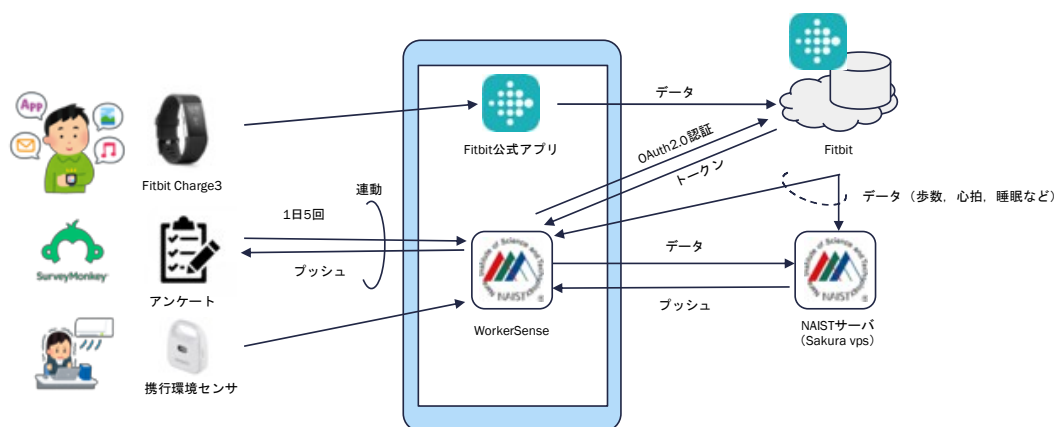 App
Fitbit Charge3
SurveyMonkey
アンケート
携行環境センサ
1日5回
プッシュ
連動
Fitbit公式アプリ
NAIST
WorkerSense
データ
OAuth2.0認証
トークン
データ
プッシュ
Fitbit
データ（歩数，心拍，睡眠など）
NAIST
NAISTサーバ
（Sakura vps）